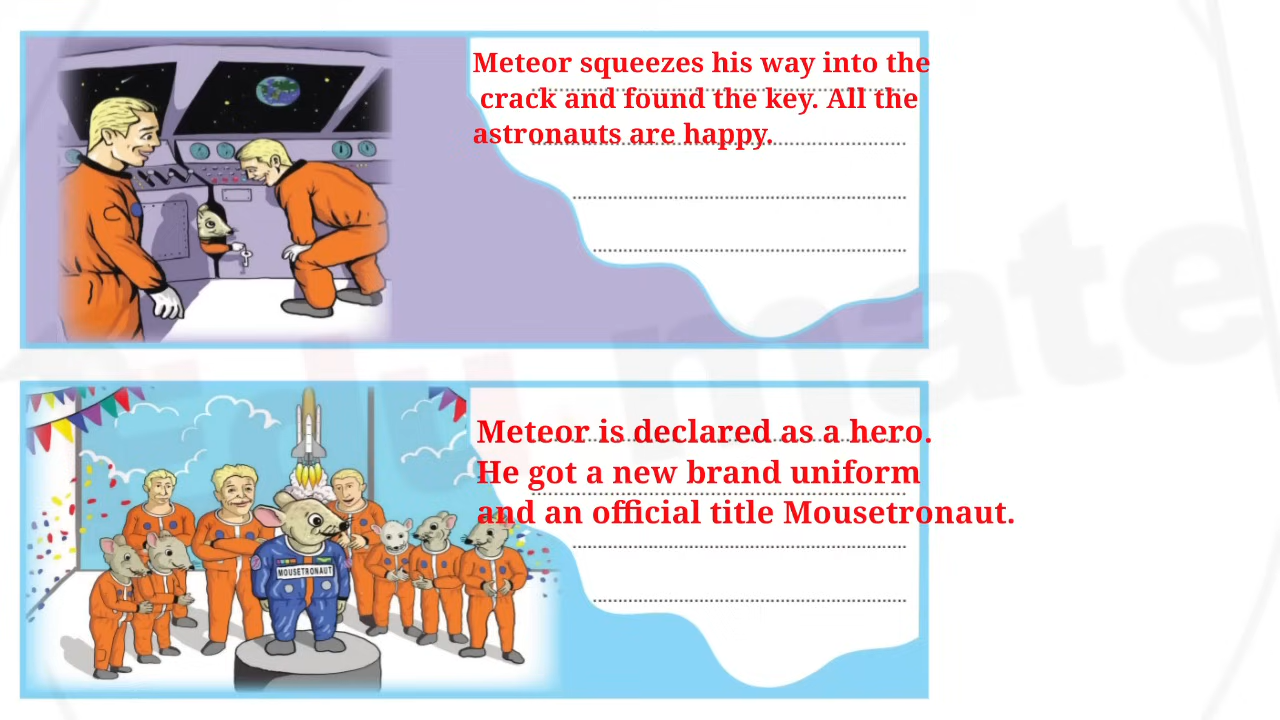 Meteor squeezes his way into the
crack and found the key. All the
astronauts are happy.
Meteor is declared as a hero.
He got a new brand uniform
and an official title Mousetronaut.
MOUSETRONAUT